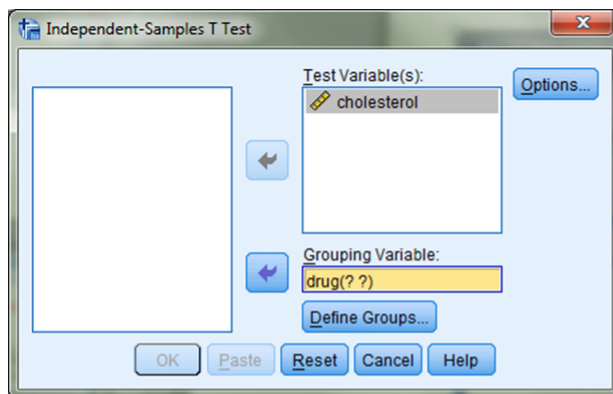 Independent-Samples T Test
Test Variable(s):
cholesterol
Options...
Grouping Variable:
drug(? ?)
Define Groups...
OK
Paste
Reset
Cancel
Help